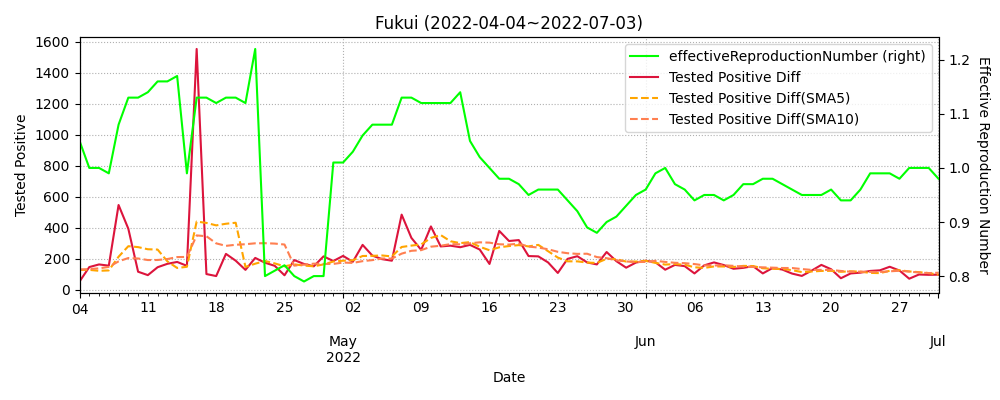 Fukui (2022-04-04~2022-07-03)
effectiveReproductionNumber (right)
Tested Positive Diff
Tested Positive Diff(SMA5)
Tested Positive Diff(SMA10)
Tested Positive
1600
1400
1200
1000
800
600
400
200
0
1.2
1.1
1.0
0.9
0.8
Effective Reproduction Number
04 11 18 25 02 09 16 23 30 06 13 20 27
May Jun Jul
2022
Date